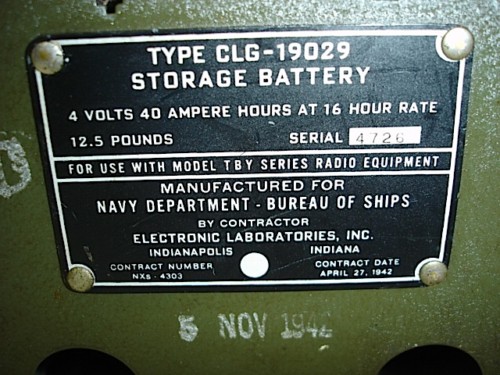 TYPE CLG-19029
STORAGE BATTERY
4 VOLTS 40 AMPERE HOURS AT 16 HOUR RATE
12.5 POUNDS SERIAL 4726
FOR USE WITH MODEL TBY SERIES RADIO EQUIPMENT
MANUFACTURED FOR
NAVY DEPARTMENT - BUREAU OF SHIPS
BY CONTRACTOR
ELECTRONIC LABORATORIES, INC.
INDIANAPOLIS INDIANA
CONTRACT NUMBER CONTRACT DATE
NXs - 4303 APRIL 27, 1942
5 NOV 1942